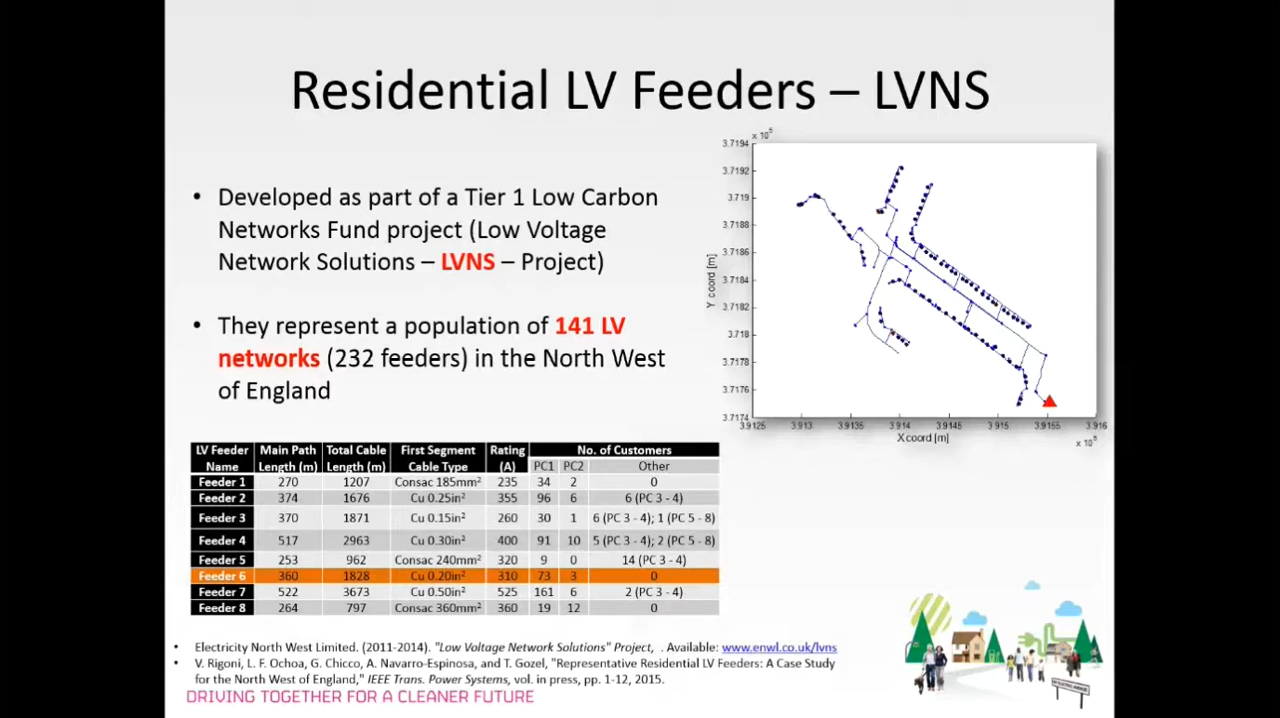 Residential LV Feeders – LVNS
• Developed as part of a Tier 1 Low Carbon
Networks Fund project (Low Voltage
Network Solutions – LVNS – Project)
• They represent a population of 141 LV
networks (232 feeders) in the North West
of England
x 10⁵
3.7194
3.7192
3.719
3.7188
3.7186
3.7184
3.7182
3.718
3.7178
3.7176
3.7174
Y coord [m]
3.9125 3.913 3.9135 3.914 3.9145 3.915 3.9155 3.916
X coord [m]
x 10⁵
LV Feeder Name Main Path Length (m) Total Cable Length (m) First Segment Cable Type Rating (A) No. of Customers
PC1 PC2 Other
Feeder 1 270 1207 Consac 185mm² 235 34 2 0
Feeder 2 374 1676 Cu 0.25in² 355 96 6 6 (PC 3 - 4)
Feeder 3 370 1871 Cu 0.15in² 260 30 1 6 (PC 3 - 4); 1 (PC 5 - 8)
Feeder 4 517 2963 Cu 0.30in² 400 91 10 5 (PC 3 - 4); 2 (PC 5 - 8)
Feeder 5 253 962 Consac 240mm² 320 9 0 14 (PC 3 - 4)
Feeder 6 360 1828 Cu 0.20in² 310 73 3 0
Feeder 7 522 3673 Cu 0.50in² 525 161 6 2 (PC 3 - 4)
Feeder 8 264 797 Consac 360mm² 360 19 12 0
• Electricity North West Limited. (2011-2014). "Low Voltage Network Solutions" Project, . Available: www.enwl.co.uk/lvns
• V. Rigoni, L. F. Ochoa, G. Chicco, A. Navarro-Espinosa, and T. Gozel, "Representative Residential LV Feeders: A Case Study
for the North West of England," IEEE Trans. Power Systems, vol. in press, pp. 1-12, 2015.
DRIVING TOGETHER FOR A CLEANER FUTURE